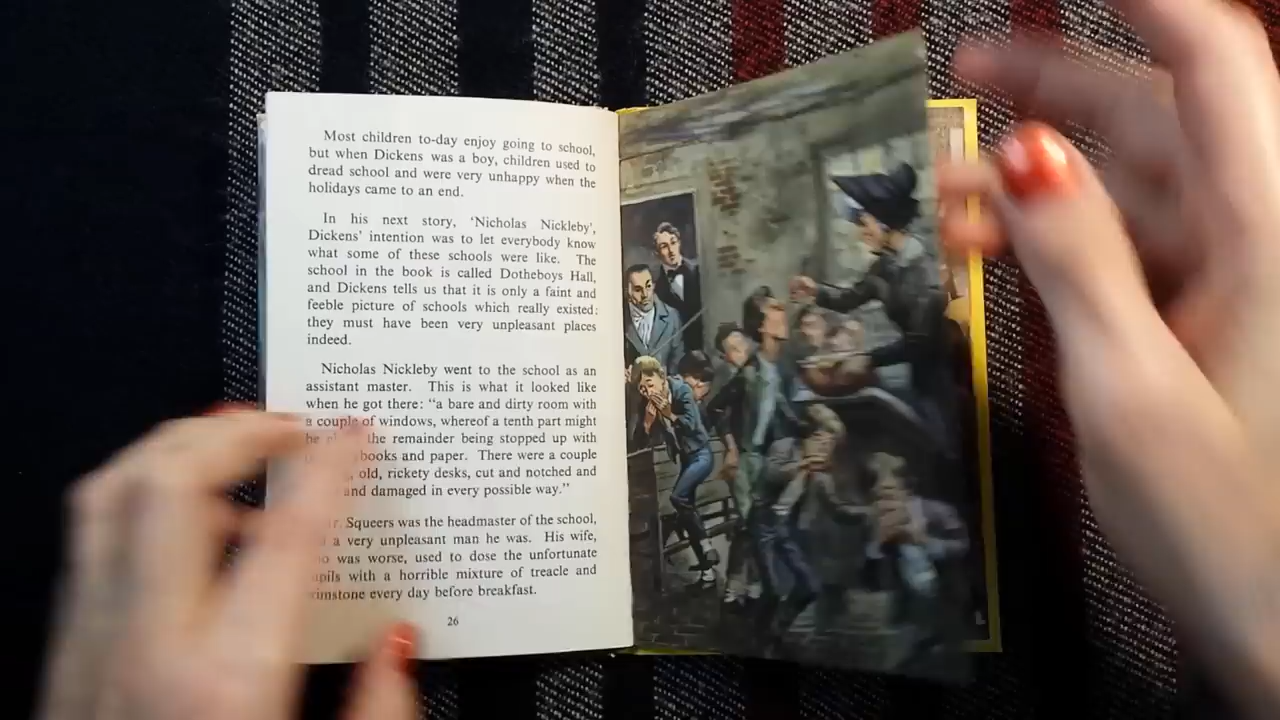 Most children to-day enjoy going to school,
but when Dickens was a boy, children used to
dread school and were very unhappy when the
holidays came to an end.
In his next story, ‘Nicholas Nickleby’,
Dickens’ intention was to let everybody know
what some of these schools were like. The
school in the book is called Dotheboys Hall,
and Dickens tells us that it is only a faint and
feeble picture of schools which really existed:
they must have been very unpleasant places
indeed.
Nicholas Nickleby went to the school as an
assistant master. This is what it looked like
when he got there: “a bare and dirty room with
a couple of windows, whereof a tenth part might
be the remainder being stopped up with
books and paper. There were a couple
old, rickety desks, cut and notched and
and damaged in every possible way.”
Squeers was the headmaster of the school,
a very unpleasant man he was. His wife,
was worse, used to dose the unfortunate
pupils with a horrible mixture of treacle and
brimstone every day before breakfast.
26